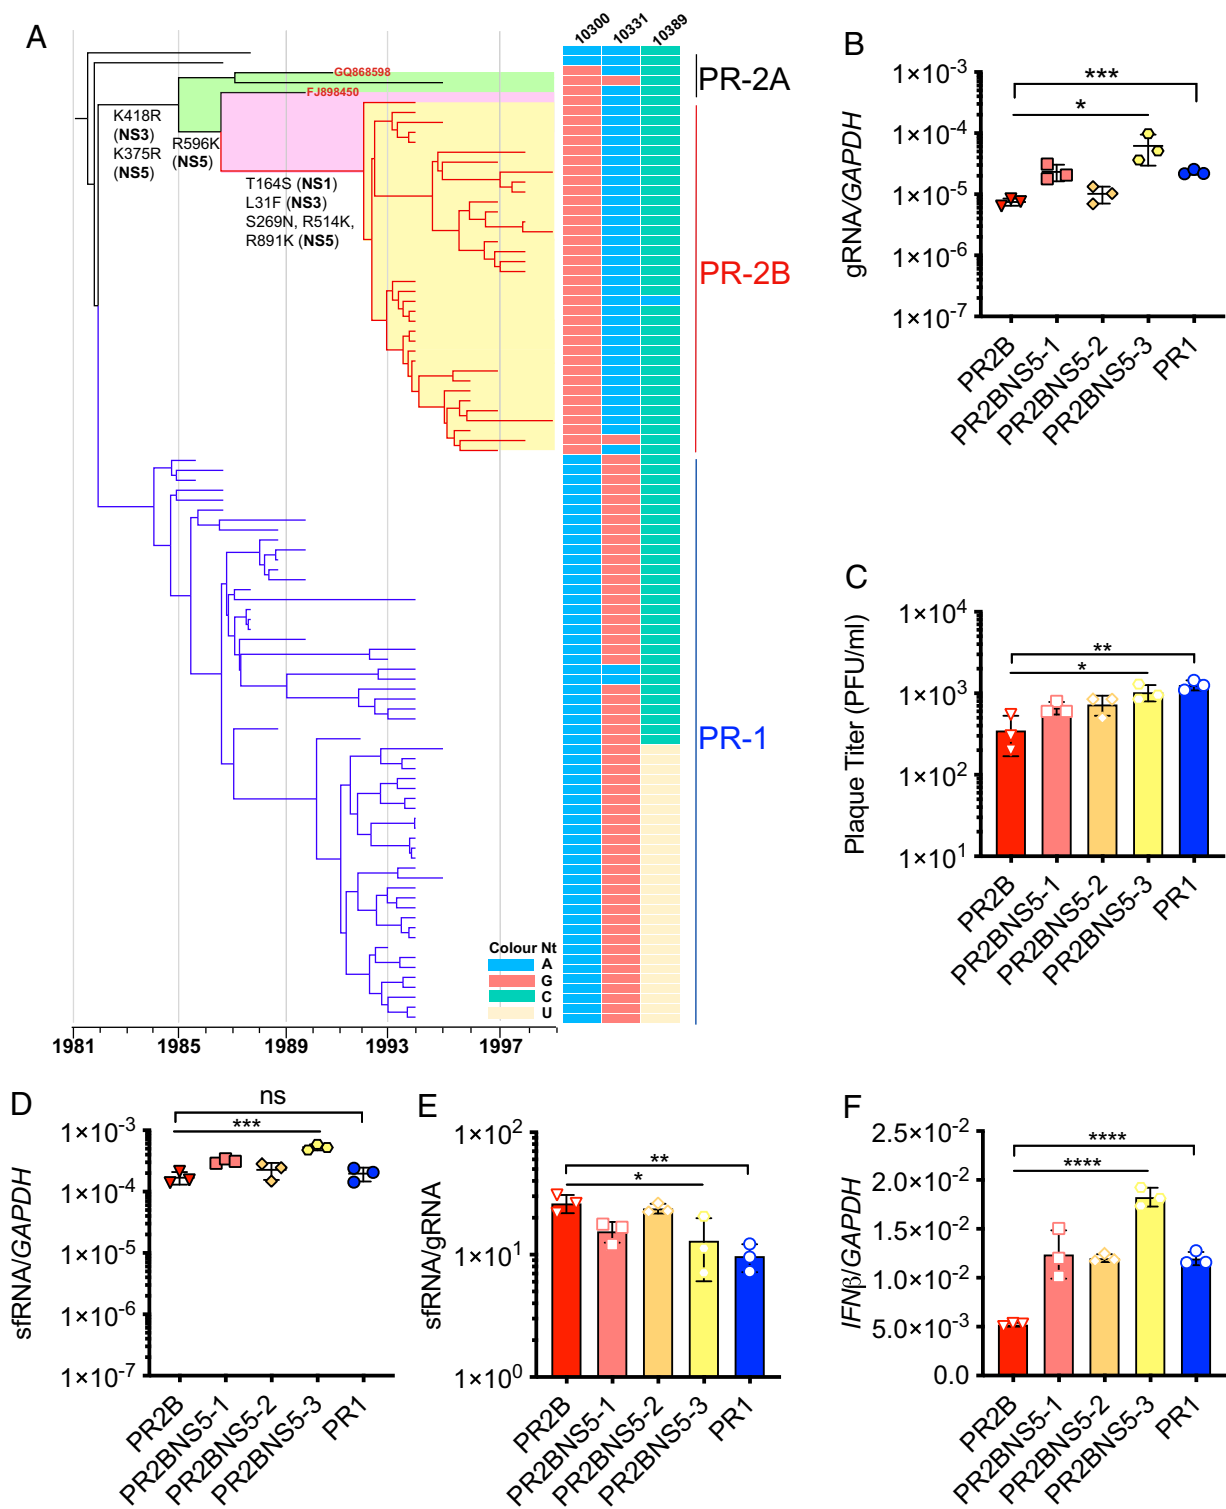 A
10300
10331
10389
GQ868598
FJ898450
K418R
(NS3)
K375R
(NS5)
R596K
(NS5)
T164S (NS1)
L31F (NS3)
S269N, R514K,
R891K (NS5)
PR-2A
PR-2B
PR-1
Colour Nt
A
G
C
U
1981
1985
1989
1993
1997
B
gRNA/GAPDH
1×10⁻³
1×10⁻⁴
1×10⁻⁵
1×10⁻⁶
1×10⁻⁷
***
*
PR2B
PR2BNS5-1
PR2BNS5-2
PR2BNS5-3
PR1
C
Plaque Titer (PFU/ml)
1×10⁴
1×10³
1×10²
1×10¹
**
*
PR2B
PR2BNS5-1
PR2BNS5-2
PR2BNS5-3
PR1
D
sfRNA/GAPDH
1×10⁻³
1×10⁻⁴
1×10⁻⁵
1×10⁻⁶
1×10⁻⁷
ns
***
PR2B
PR2BNS5-1
PR2BNS5-2
PR2BNS5-3
PR1
E
sfRNA/gRNA
1×10²
1×10¹
1×10⁰
**
*
PR2B
PR2BNS5-1
PR2BNS5-2
PR2BNS5-3
PR1
F
IFNβ/GAPDH
2.5×10⁻²
2.0×10⁻²
1.5×10⁻²
1.0×10⁻²
5.0×10⁻³
0.0
****
****
PR2B
PR2BNS5-1
PR2BNS5-2
PR2BNS5-3
PR1